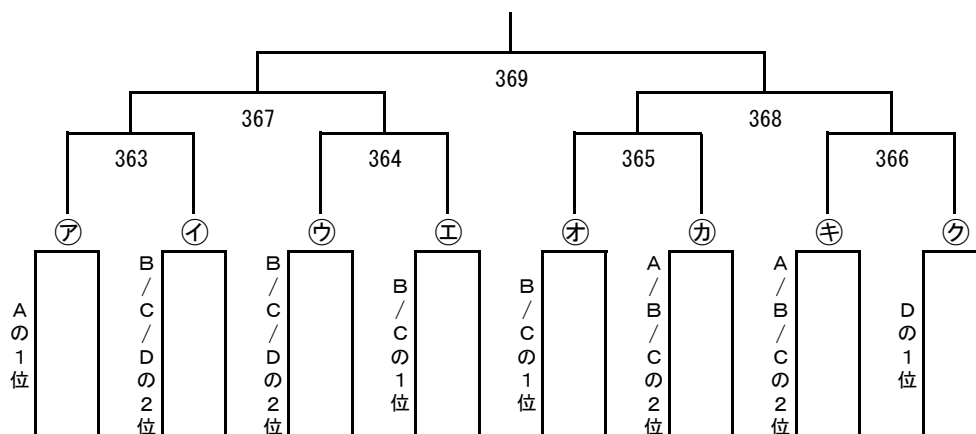 369
367
368
363
364
365
366
㋐
㋑
㋒
㋓
㋔
㋕
㋖
㋗
Aの1位
B/C/Dの2位
B/C/Dの2位
B/Cの1位
B/Cの1位
A/B/Cの2位
A/B/Cの2位
Dの1位